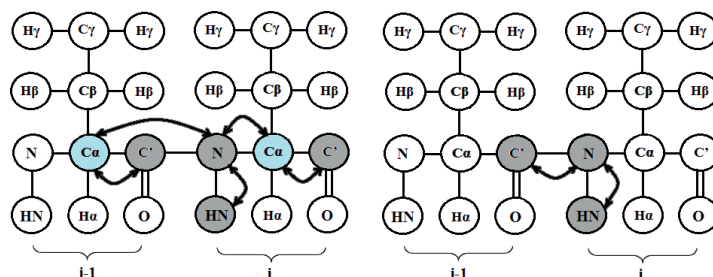 Hγ Cγ Hγ Hγ Cγ Hγ Hγ Cγ Hγ Hγ Cγ Hγ
Hβ Cβ Hβ Hβ Cβ Hβ Hβ Cβ Hβ Hβ Cβ Hβ
N Cα C' N Cα C' N Cα C' N Cα C'
HN Hα O HN Hα O HN Hα O HN Hα O
i-1 i i-1 i